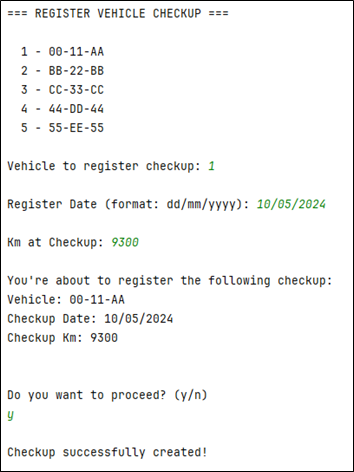 === REGISTER VEHICLE CHECKUP ===
1 - 00-11-AA
2 - BB-22-BB
3 - CC-33-CC
4 - 44-DD-44
5 - 55-EE-55
Vehicle to register checkup: 1
Register Date (format: dd/mm/yyyy): 10/05/2024
Km at Checkup: 9300
You're about to register the following checkup:
Vehicle: 00-11-AA
Checkup Date: 10/05/2024
Checkup Km: 9300
Do you want to proceed? (y/n)
y
Checkup successfully created!